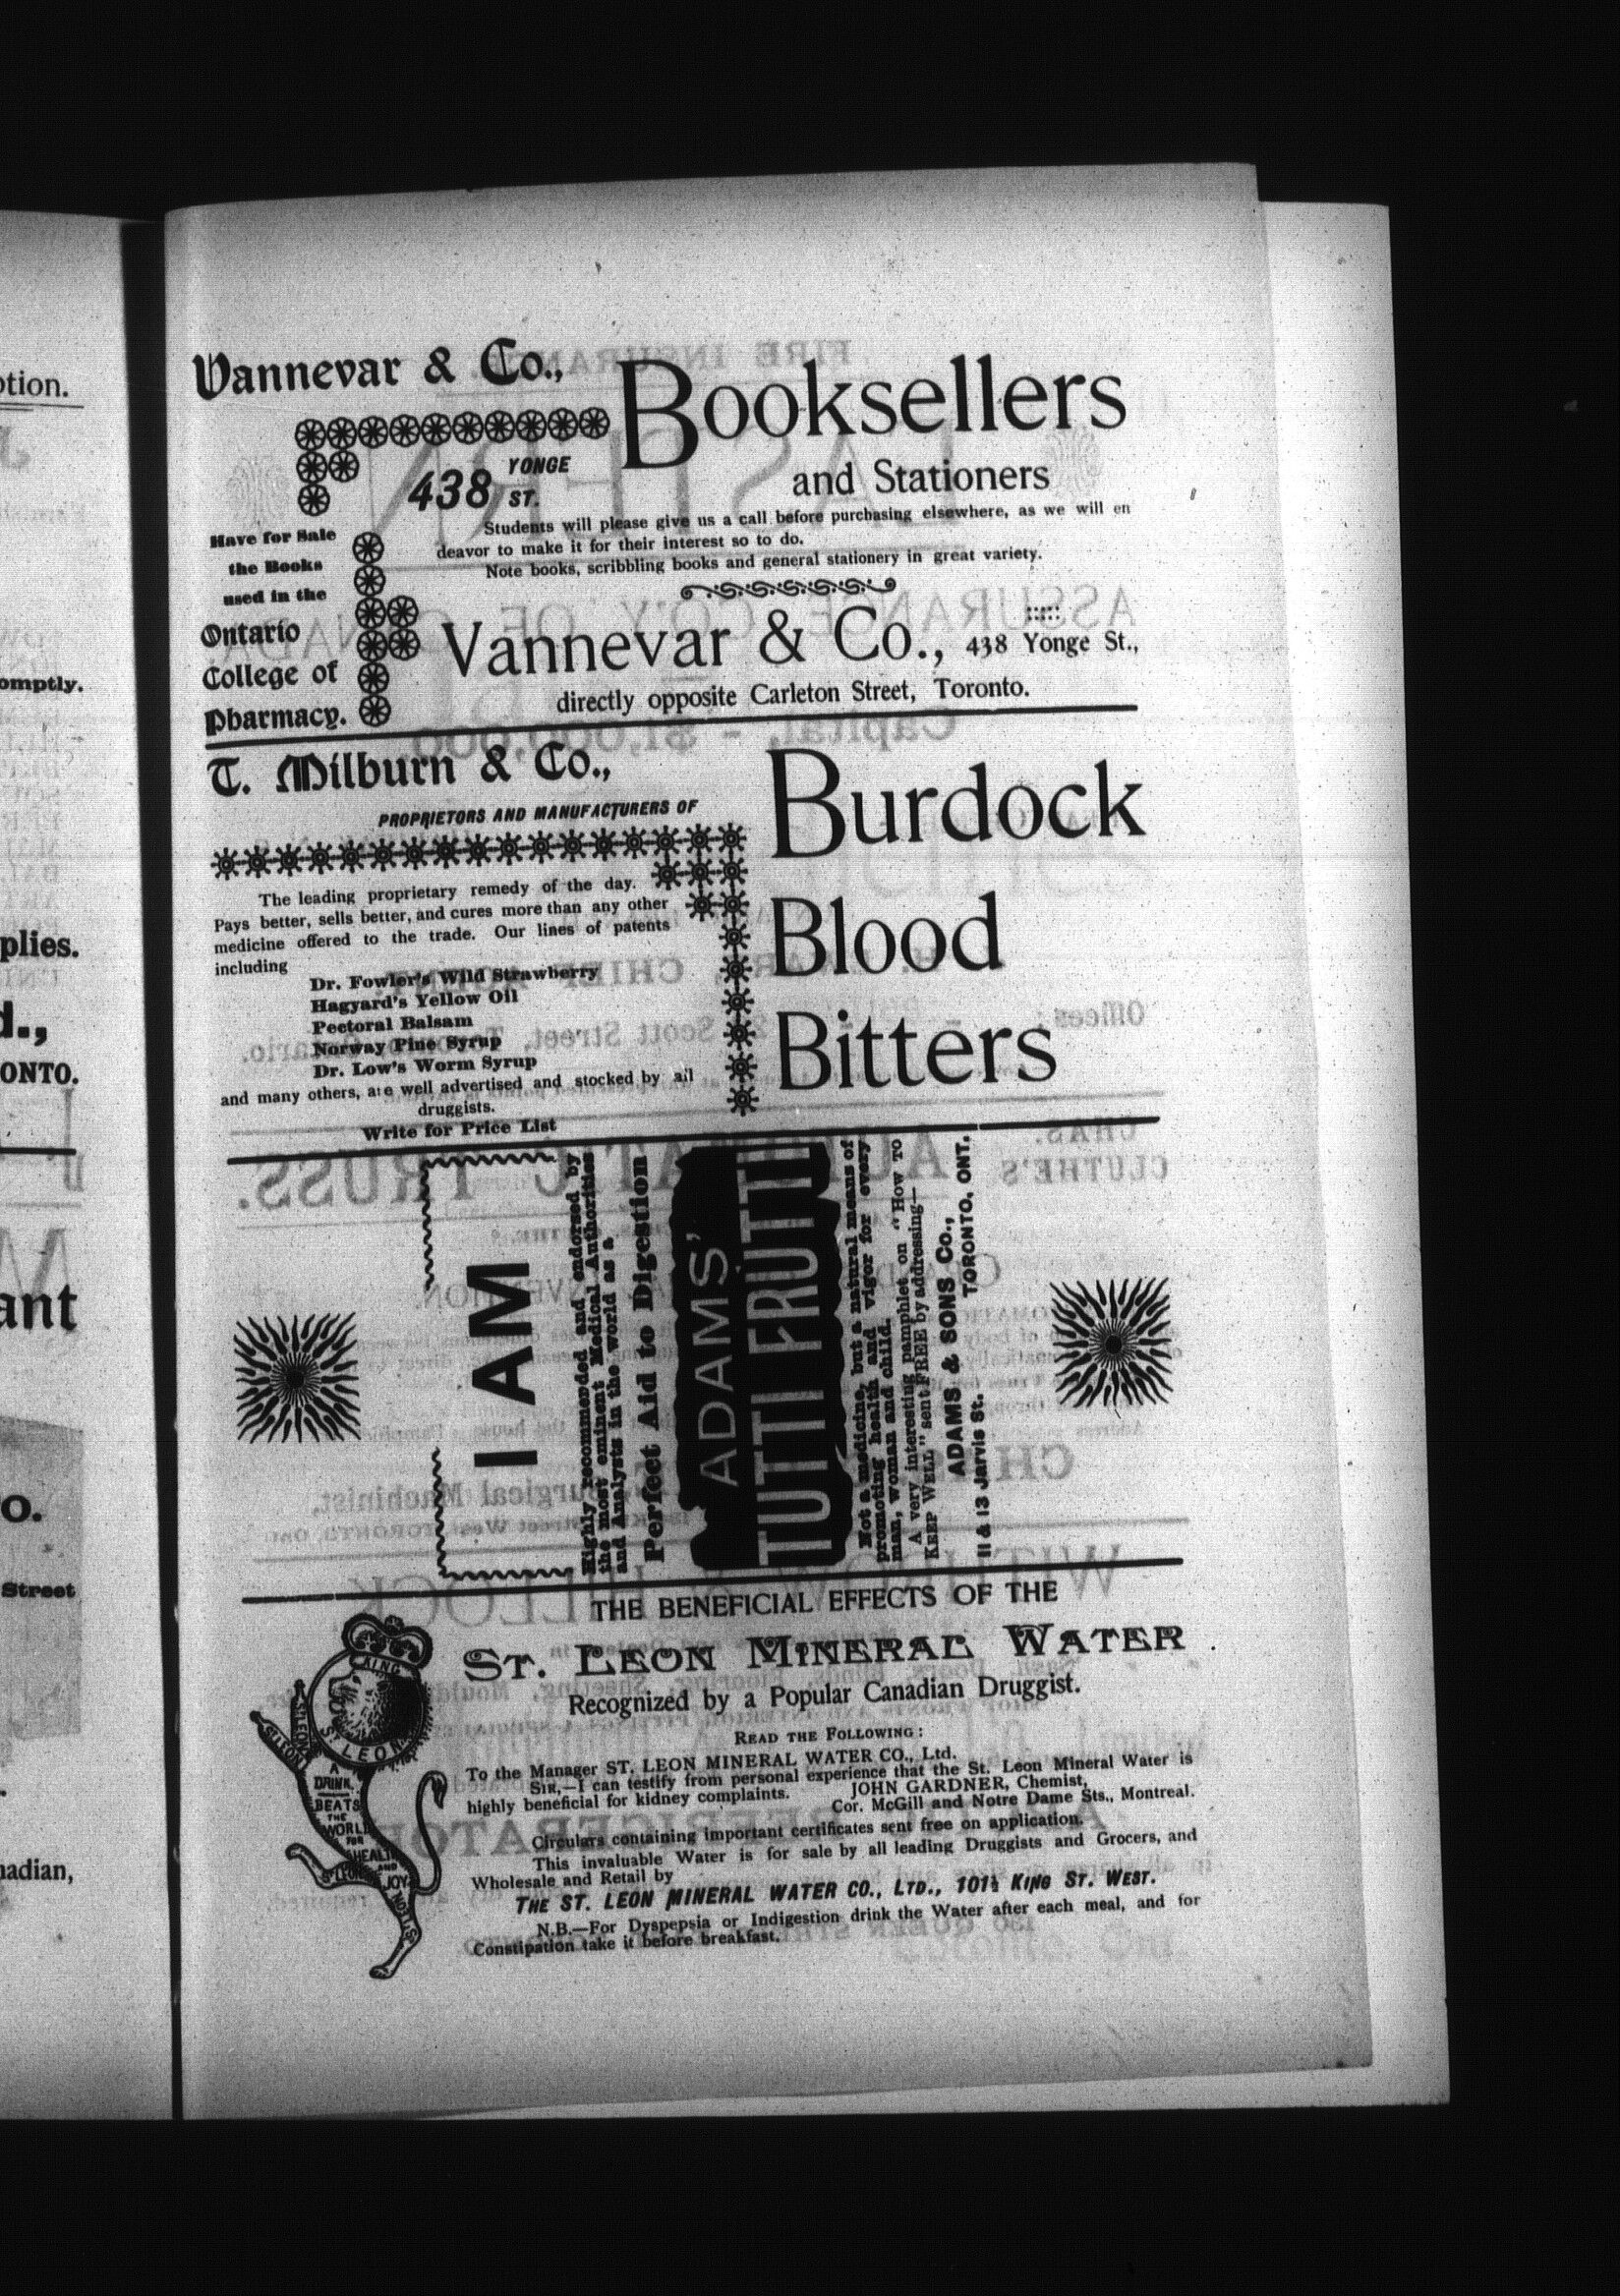 Vannevar & Co.,
Booksellers
and Stationers
438 YONGE
ST.
Students will please give us a call before purchasing elsewhere, as we will en
deavor to make it for their interest so to do.
Note books, scribbling books and general stationery in great variety.
Have for Sale
the Books
used in the
Ontario
College of
Pharmacy.
Vannevar & Co., 438 Yonge St.,
directly opposite Carleton Street, Toronto.
T. Milburn & Co.,
PROPRIETORS AND MANUFACTURERS OF
Burdock
Blood
Bitters
The leading proprietary remedy of the day.
Pays better, sells better, and cures more than any other
medicine offered to the trade. Our lines of patents
including
Dr. Fowler's Wild Strawberry
Hagyard's Yellow Oil
Pectoral Balsam
Norway Pine Syrup
Dr. Low's Worm Syrup
and many others, are well advertised and stocked by all
druggists.
Write for Price List
I AM
Highly recommended and endorsed by
the most eminent Medical Authorities
and Analysts in the world as a
Perfect Aid to Digestion
ADAMS'
TUTTI FRUTTI
Not a medicine, but a natural means of
promoting health and vigor for every
man, woman and child.
A very interesting pamphlet on "HOW TO
KEEP WELL" sent FREE by addressing—
ADAMS & SONS Co.,
11 & 13 Jarvis St. TORONTO, ONT.
THE BENEFICIAL EFFECTS OF THE
ST. LEON MINERAL WATER
Recognized by a Popular Canadian Druggist.
READ THE FOLLOWING:
To the Manager ST. LEON MINERAL WATER CO., Ltd.
SIR,—I can testify from personal experience that the St. Leon Mineral Water is
highly beneficial for kidney complaints. JOHN GARDNER, Chemist,
Cor. McGill and Notre Dame Sts., Montreal.
Circulars containing important certificates sent free on application.
This invaluable Water is for sale by all leading Druggists and Grocers, and
Wholesale and Retail by
THE ST. LEON MINERAL WATER CO., LTD., 101½ KING ST. WEST.
N.B.—For Dyspepsia or Indigestion drink the Water after each meal, and for
Constipation take it before breakfast.
KING
ST LEON
ST LEON
ST. LEON
A
DRINK
BEATS
THE
WORLD
FOR
HEALTH
AND
JOY
ST LEON
ST LEON
omptly.
plies.
ONTO.
Street